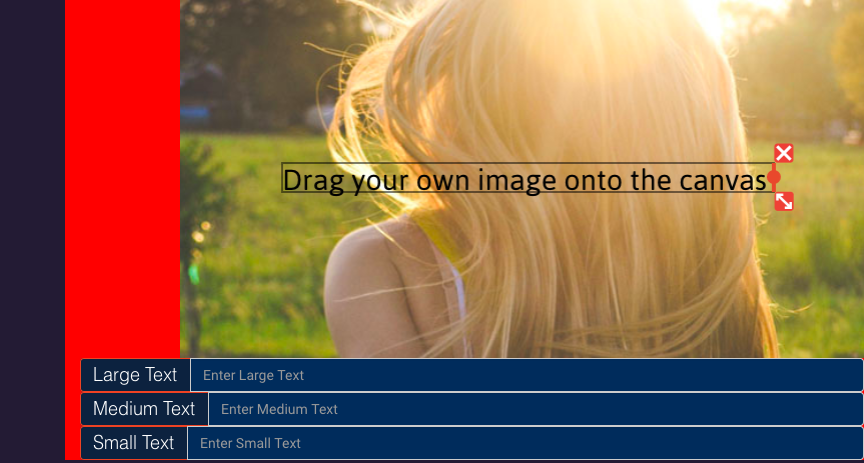 Drag your own image onto the canvas
Large Text Enter Large Text
Medium Text Enter Medium Text
Small Text Enter Small Text